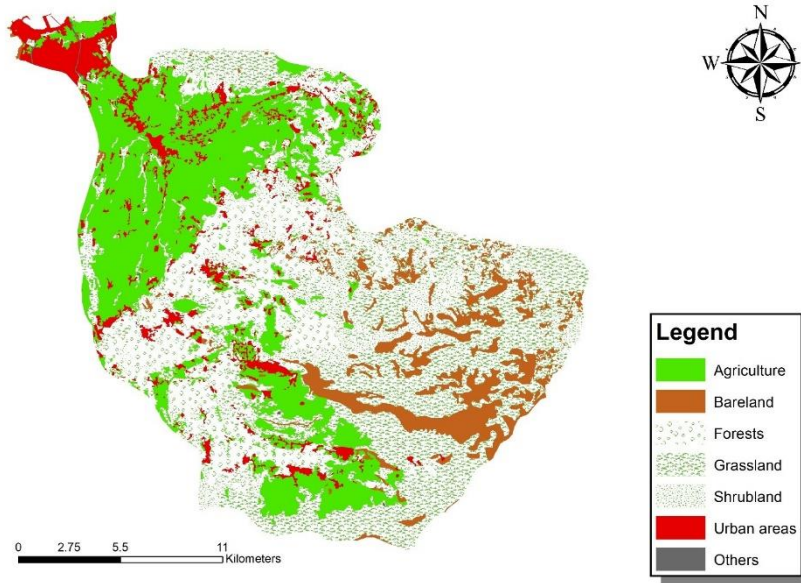 N
W
E
S
Legend
Agriculture
Bareland
Forests
Grassland
Shrubland
Urban areas
Others
0 2.75 5.5 11
Kilometers